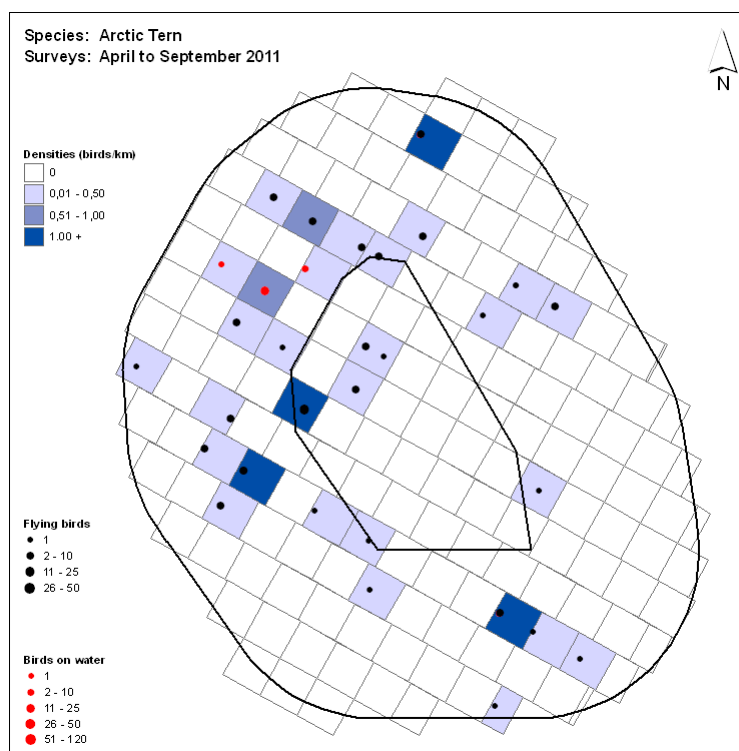 Species: Arctic Tern
Surveys: April to September 2011
N
Densities (birds/km)
0
0,01 - 0,50
0,51 - 1,00
1.00 +
Flying birds
1
2 - 10
11 - 25
26 - 50
Birds on water
1
2 - 10
11 - 25
26 - 50
51 - 120